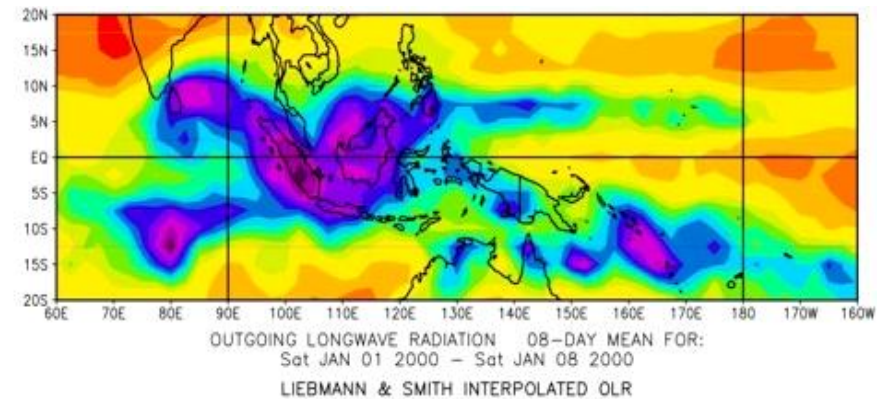 20N
15N
10N
5N
EQ
5S
10S
15S
20S
60E 70E 80E 90E 100E 110E 120E 130E 140E 150E 160E 170E 180 170W 160W
OUTGOING LONGWAVE RADIATION 08-DAY MEAN FOR:
Sat JAN 01 2000 - Sat JAN 08 2000
LIEBMANN & SMITH INTERPOLATED OLR